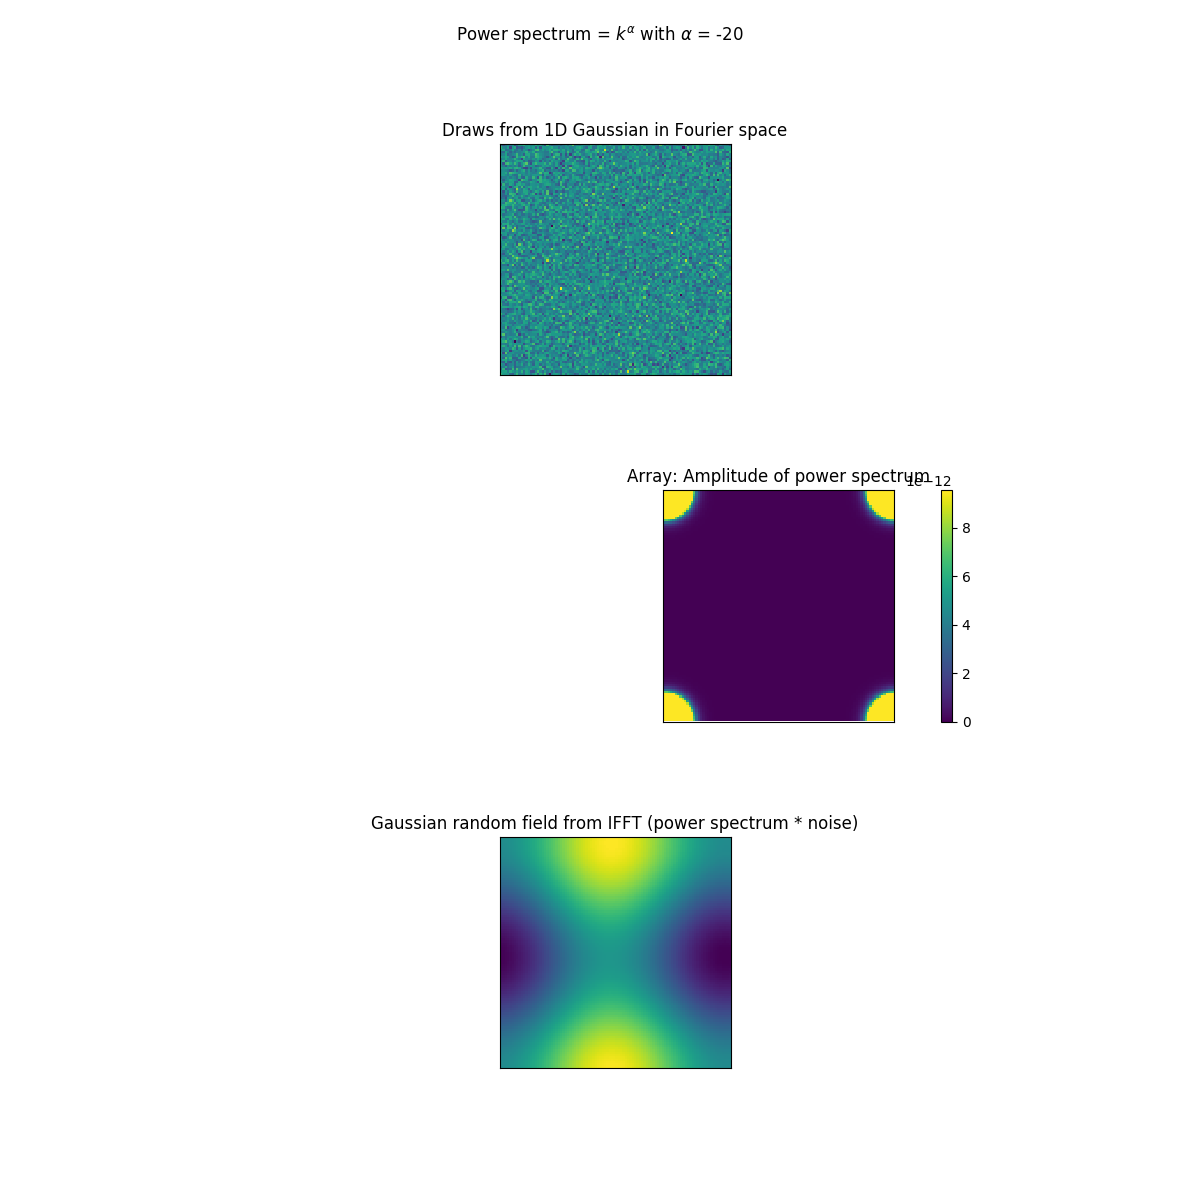 Power spectrum = k^α with α = -20
Draws from 1D Gaussian in Fourier space
Array: Amplitude of power spectrum
1e−12
8
6
4
2
0
Gaussian random field from IFFT (power spectrum * noise)